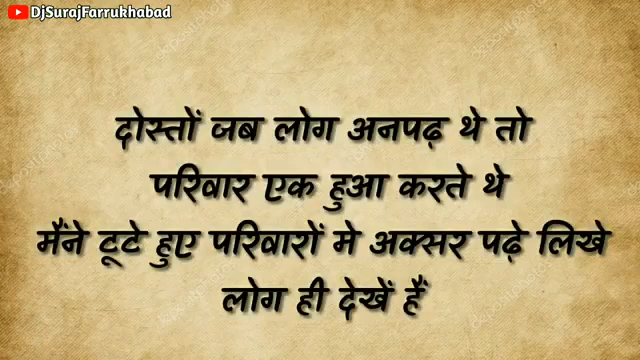 DjSurajFarrukhabad
दोस्तों जब लोग अनपढ़ थे तो
परिवार एक हुआ करते थे
मैंने टूटे हुए परिवारों मे अक्सर पढ़े लिखे
लोग ही देखें हैं